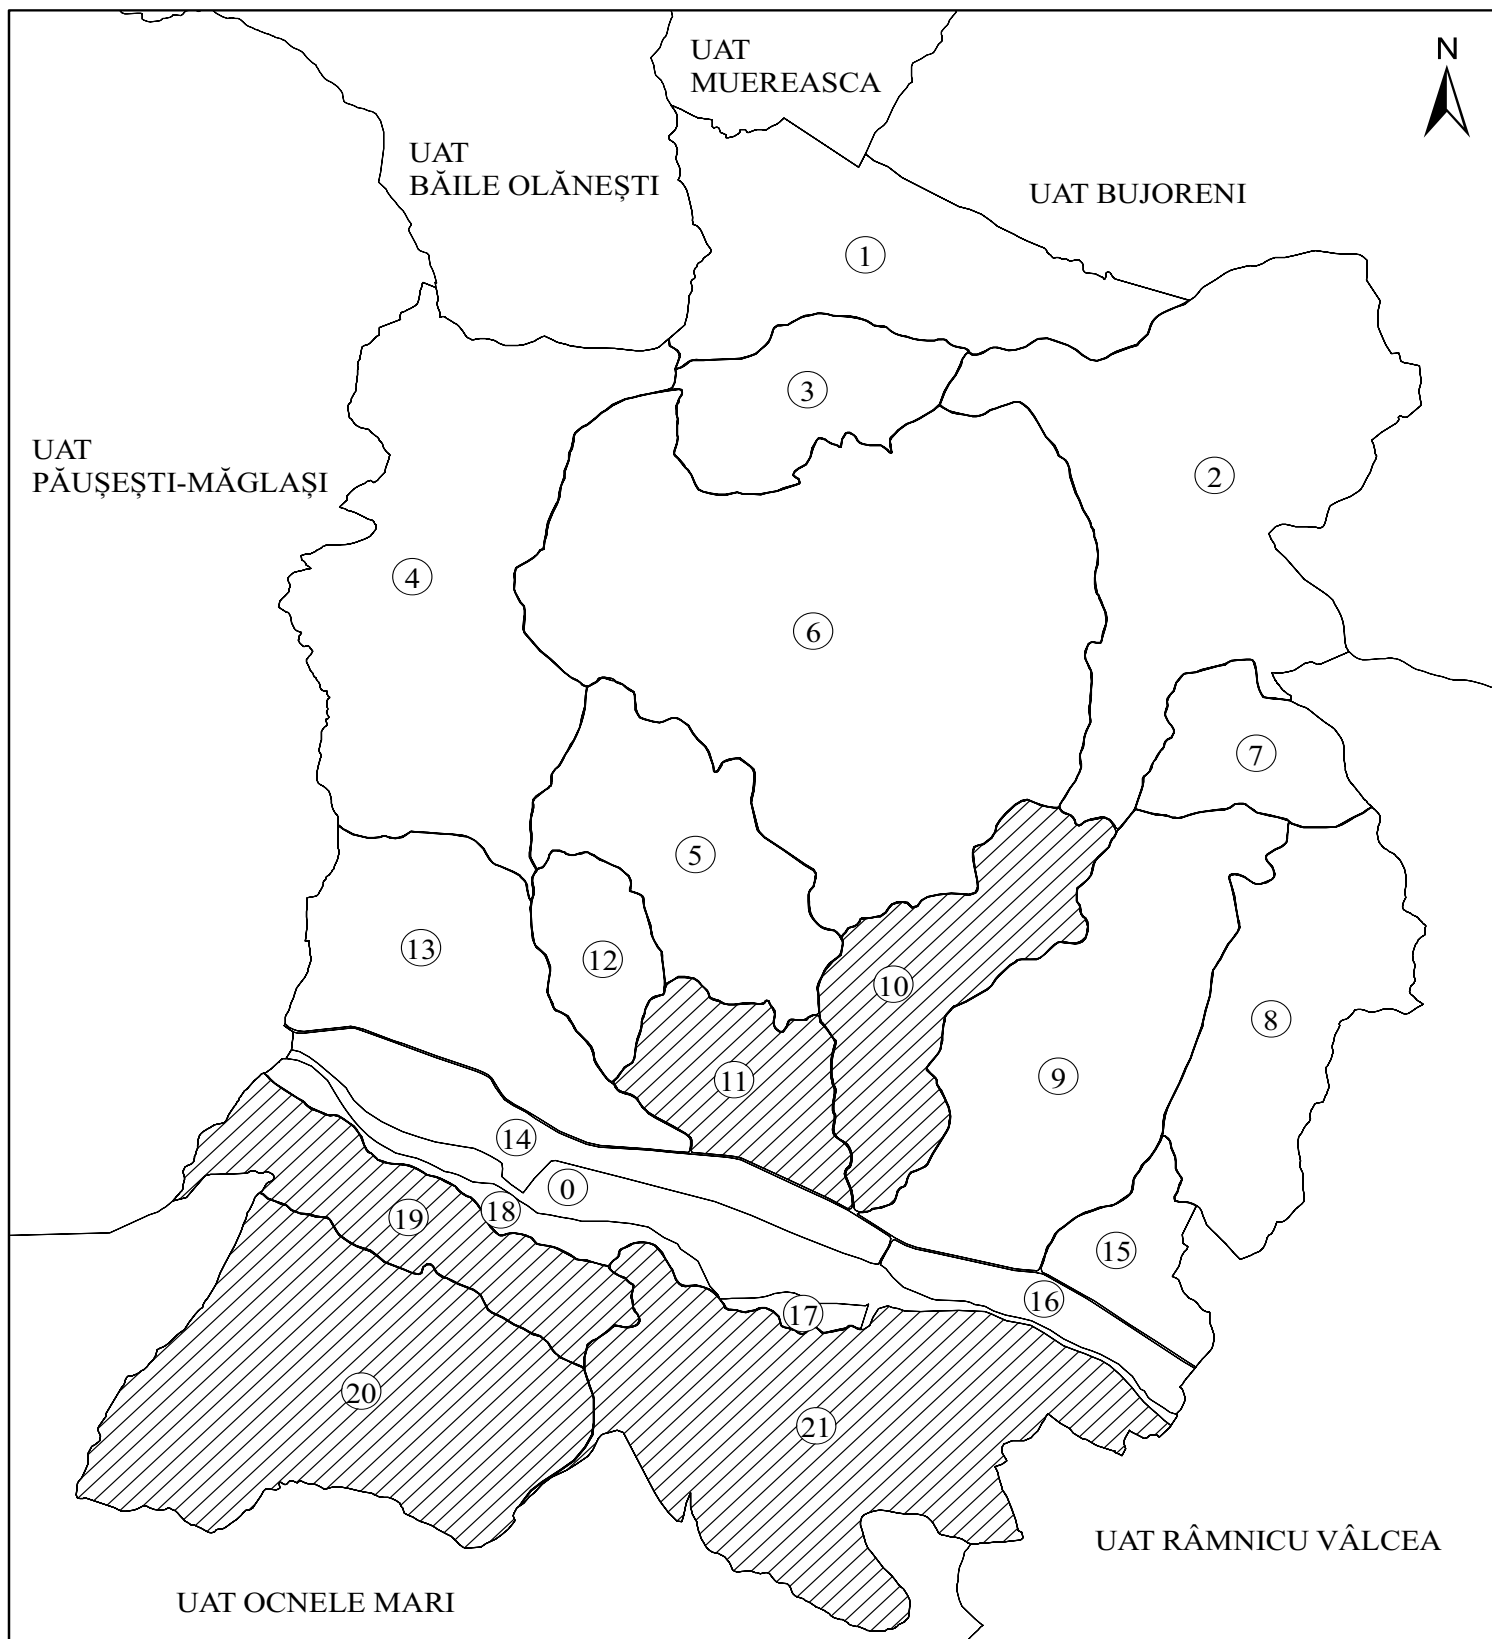 UAT
MUEREASCA
N
UAT
BĂILE OLĂNEȘTI
UAT BUJORENI
1
3
UAT
PĂUȘEȘTI-MĂGLAȘI
2
4
6
7
5
13
12
10
8
11
9
14
0
18
19
15
16
17
20
21
UAT RÂMNICU VÂLCEA
UAT OCNELE MARI